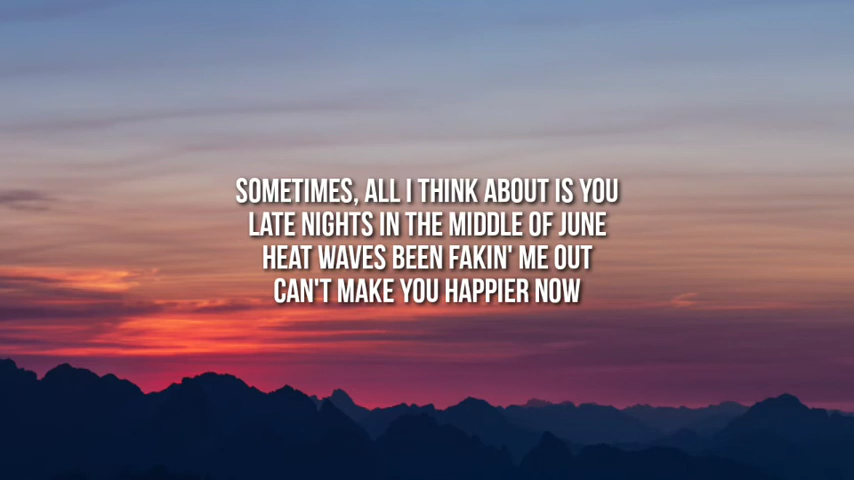 SOMETIMES, ALL I THINK ABOUT IS YOU
LATE NIGHTS IN THE MIDDLE OF JUNE
HEAT WAVES BEEN FAKIN' ME OUT
CAN'T MAKE YOU HAPPIER NOW